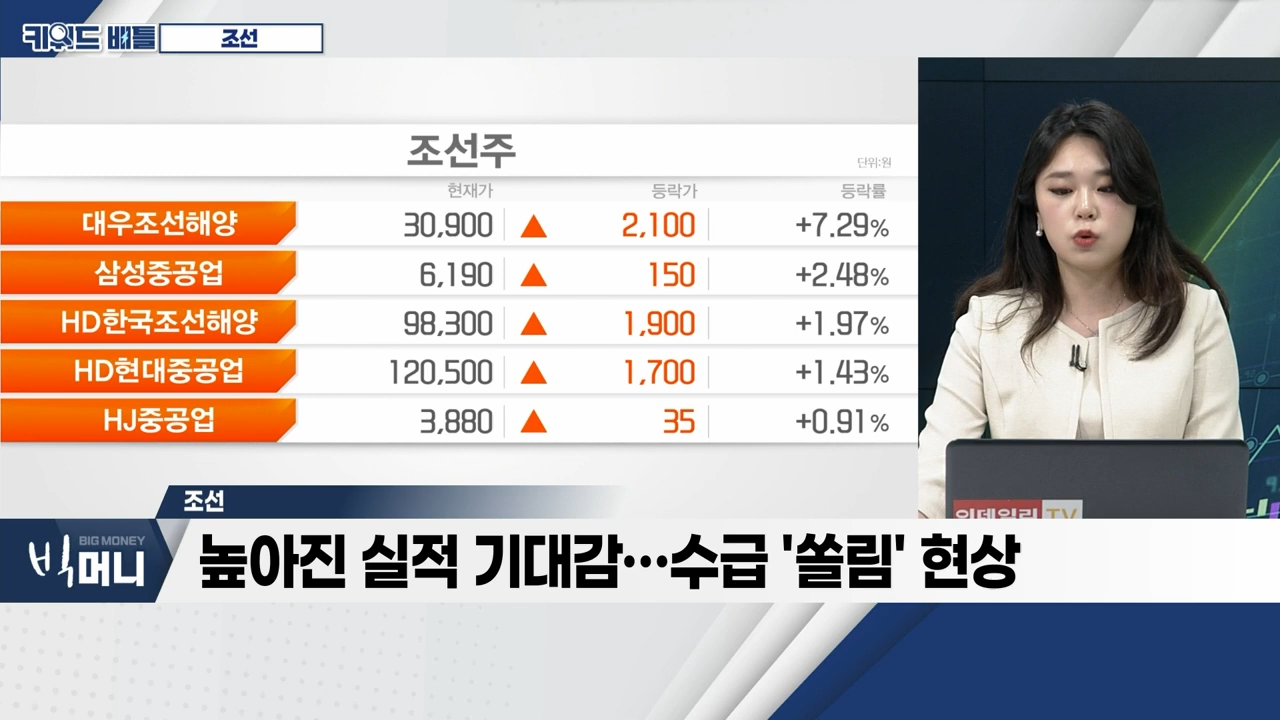 키워드 배틀 조선
조선주
단위:원
현재가 등락가 등락률
대우조선해양 30,900 ▲ 2,100 +7.29%
삼성중공업 6,190 ▲ 150 +2.48%
HD한국조선해양 98,300 ▲ 1,900 +1.97%
HD현대중공업 120,500 ▲ 1,700 +1.43%
HJ중공업 3,880 ▲ 35 +0.91%
이데일리 TV
조선
BIG MONEY
빅머니
높아진 실적 기대감…수급 '쏠림' 현상